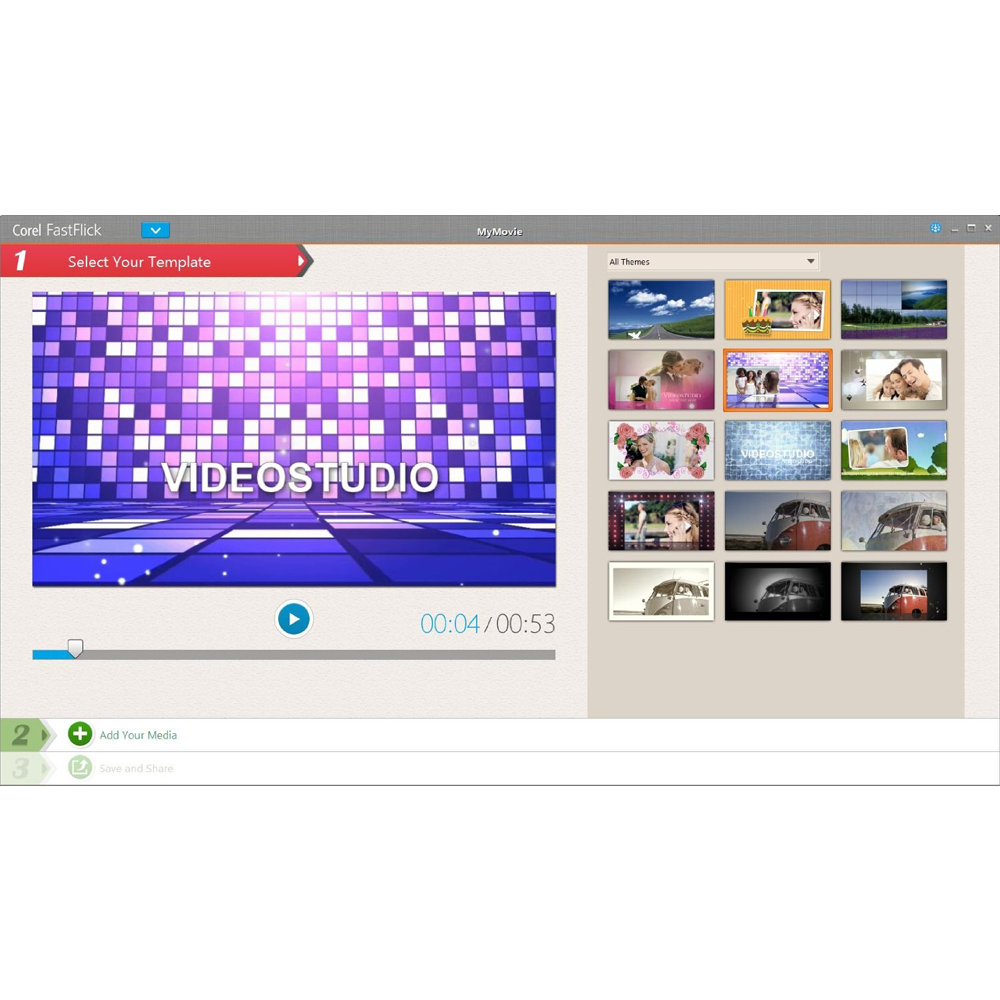 Corel FastFlick
MyMovie
1 Select Your Template
All Themes
VIDEOSTUDIO
VIDEOSTUDIO
VIDEOSTUDIO
00:04/00:53
2 Add Your Media
3 Save and Share